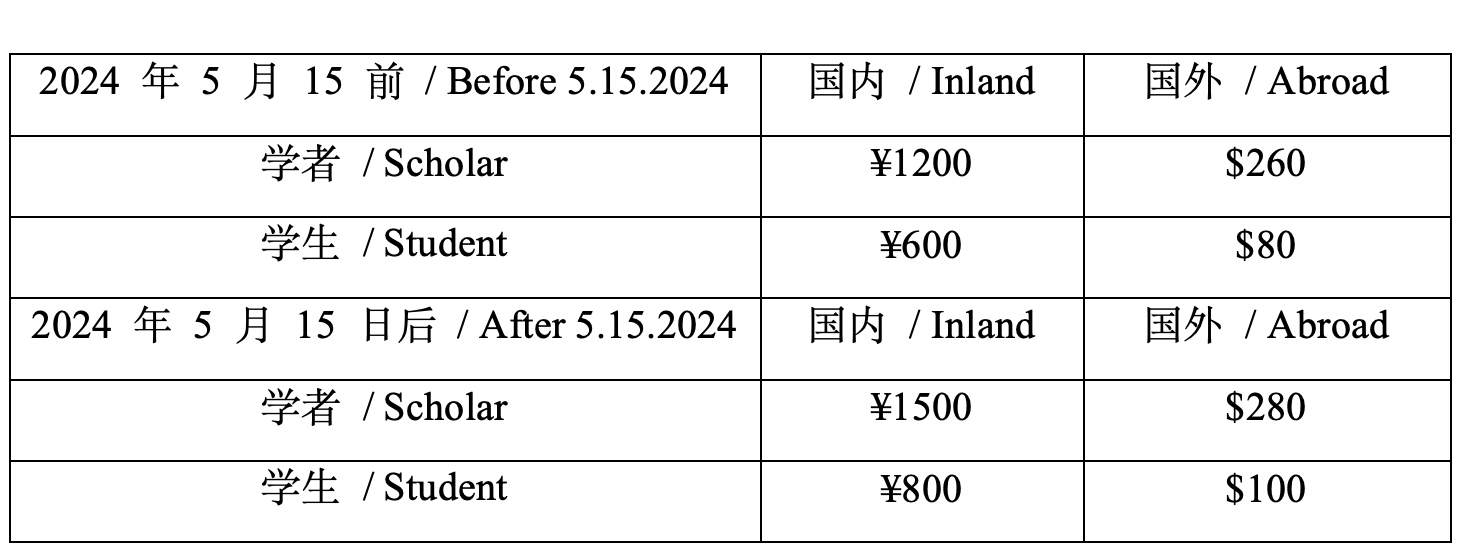 2024 年 5 月 15 前 / Before 5.15.2024 国内 / Inland 国外 / Abroad
学者 / Scholar ¥1200 $260
学生 / Student ¥600 $80
2024 年 5 月 15 日后 / After 5.15.2024 国内 / Inland 国外 / Abroad
学者 / Scholar ¥1500 $280
学生 / Student ¥800 $100